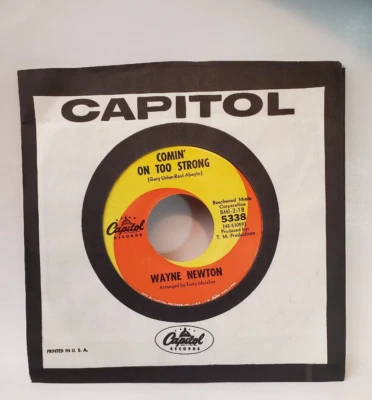 CAPITOL
COMIN'
ON TOO STRONG
(Gary Usher-Raul Abeyta)
Capitol
RECORDS
Beechwood Music
Corporation
BMI-2:18
5338
Produced by:
T. M. Productions
WAYNE NEWTON
Arranged by Terry Melcher
PRINTED IN U. S. A.
Capitol
RECORDS